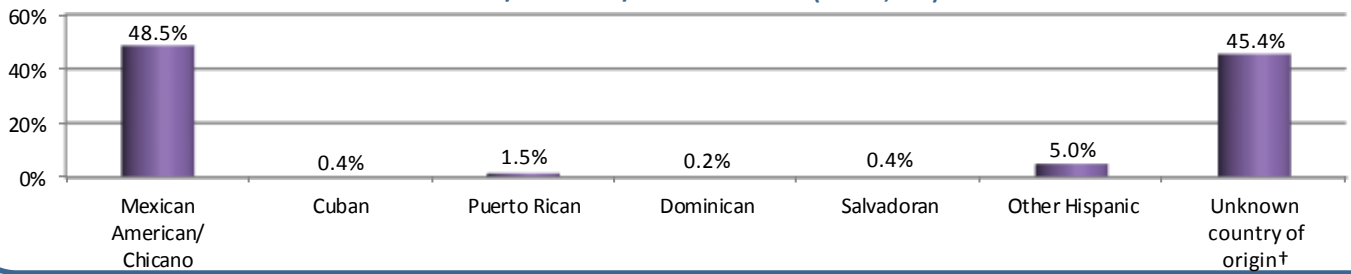 60%
40%
20%
0%
48.5%
0.4%
1.5%
0.2%
0.4%
5.0%
45.4%
Mexican
American/
Chicano
Cuban
Puerto Rican
Dominican
Salvadoran
Other Hispanic
Unknown
country of
origin†